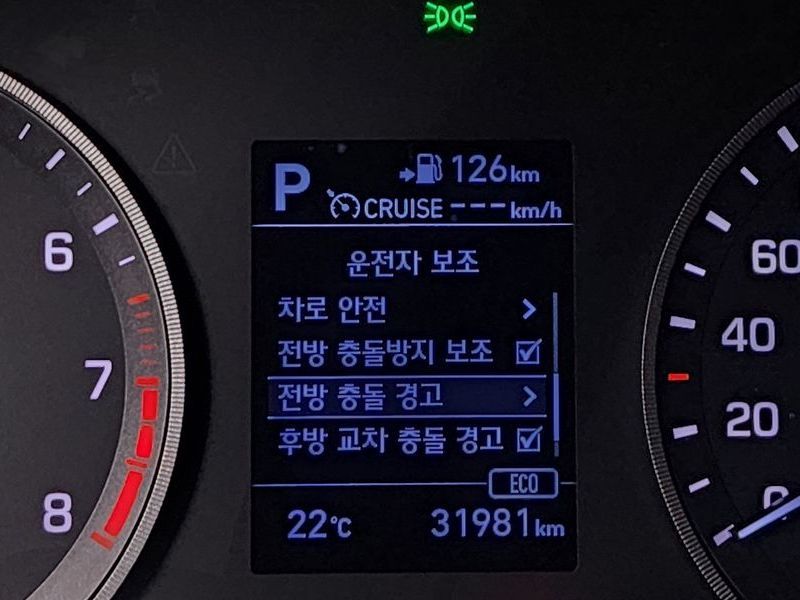 P 126km
CRUISE ---km/h
운전자 보조
차로 안전
전방 충돌방지 보조
전방 충돌 경고
후방 교차 충돌 경고
ECO
22°C 31981km
6
7
8
60
40
20
0